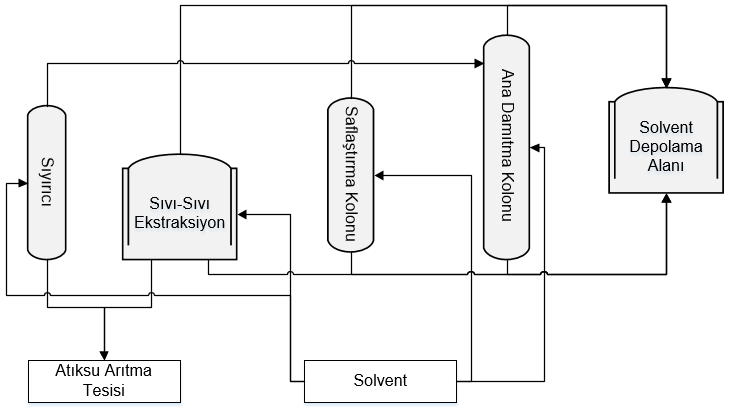 Sıyırıcı
Sıvı-Sıvı
Ekstraksiyon
Saflaştırma Kolonu
Ana Damıtma Kolonu
Solvent
Depolama
Alanı
Atıksu Arıtma
Tesisi
Solvent